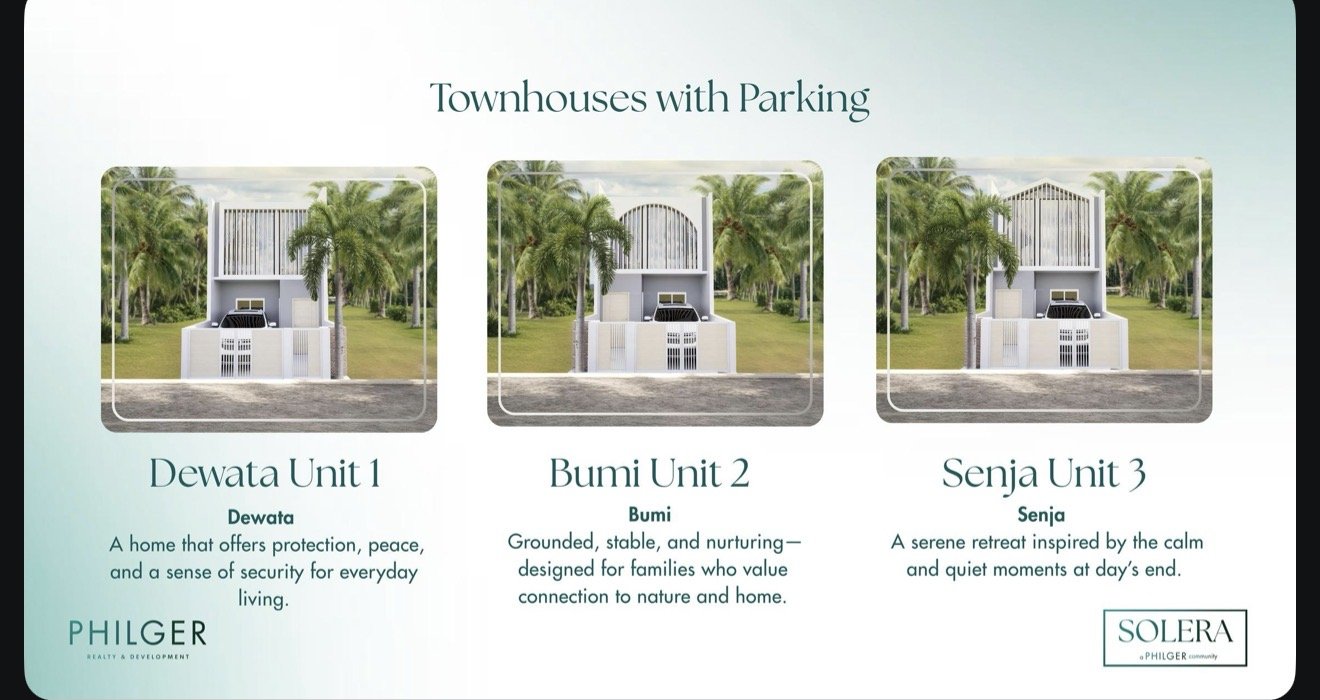 Townhouses with Parking
Dewata Unit 1
Dewata
A home that offers protection, peace,
and a sense of security for everyday
living.
Bumi Unit 2
Bumi
Grounded, stable, and nurturing—
designed for families who value
connection to nature and home.
Senja Unit 3
Senja
A serene retreat inspired by the calm
and quiet moments at day's end.
PHILGER
REALTY & DEVELOPMENT
SOLERA
a PHILGER community